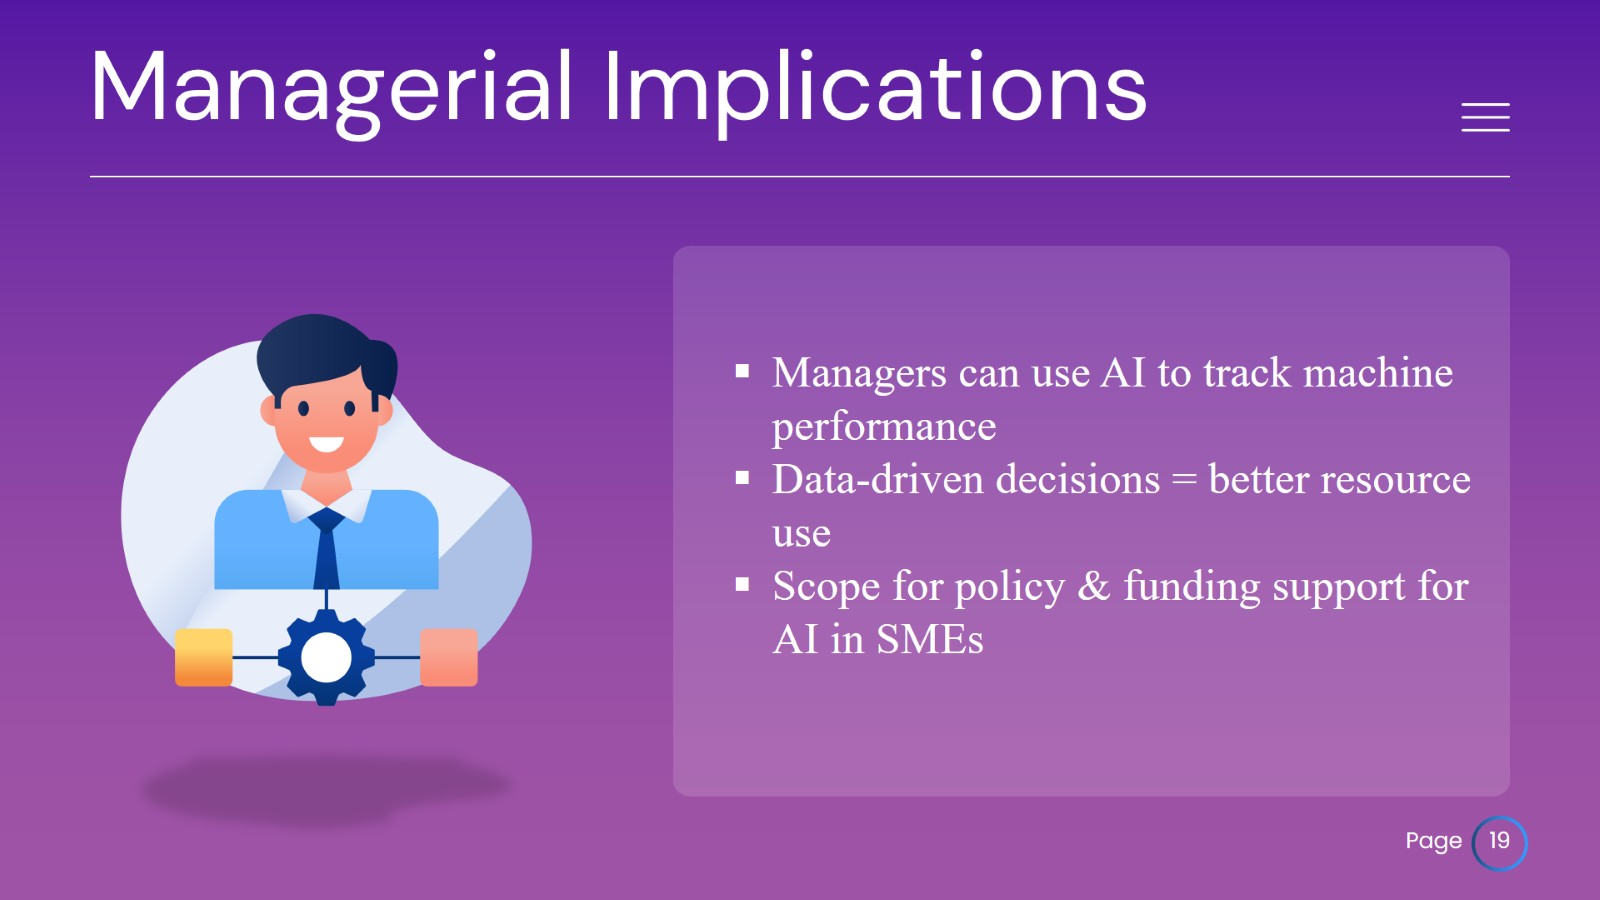 Managerial Implications
▪ Managers can use AI to track machine
performance
▪ Data-driven decisions = better resource
use
▪ Scope for policy & funding support for
AI in SMEs
Page 19